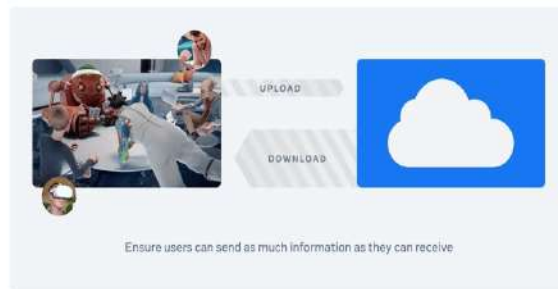 UPLOAD
DOWNLOAD
Ensure users can send as much information as they can receive